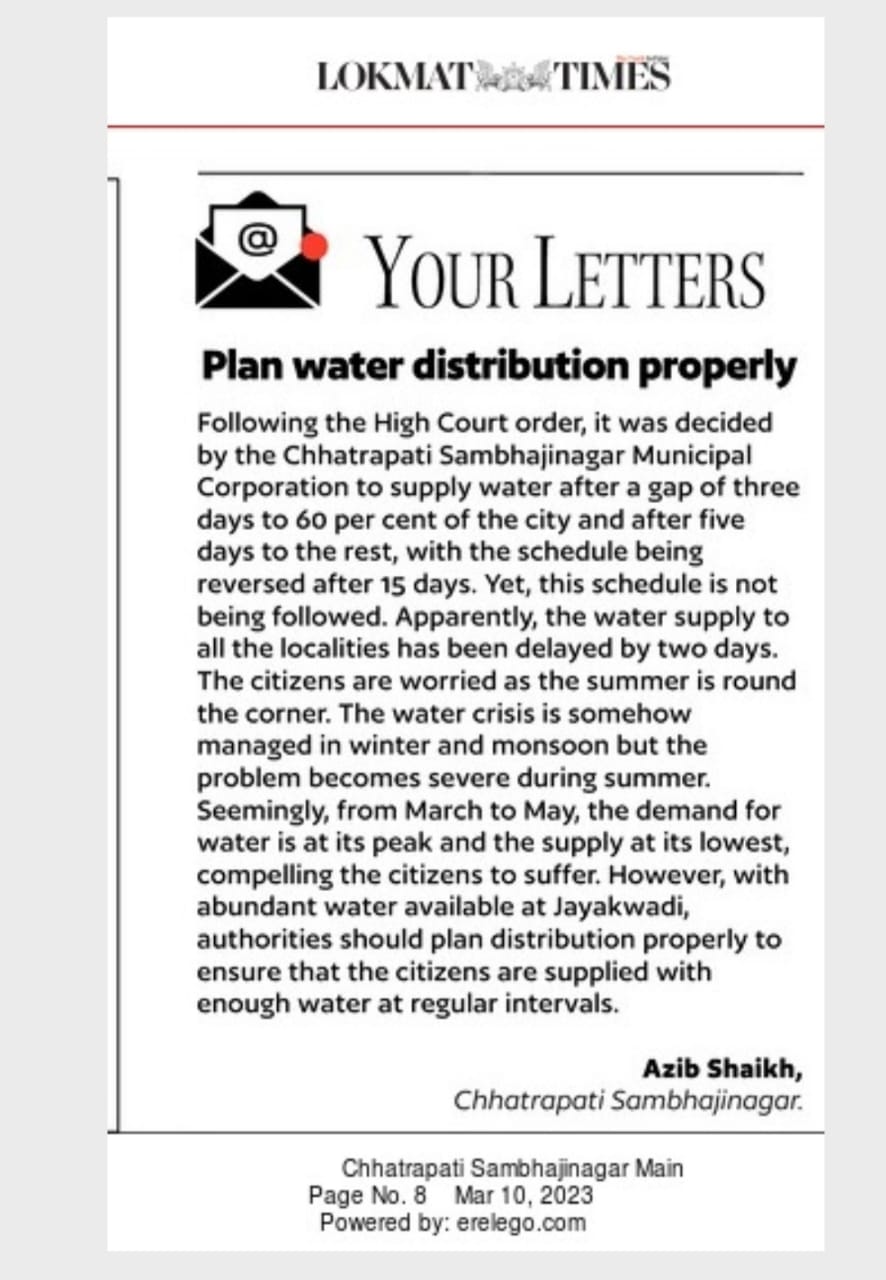 LOKMAT TIMES
@
YOUR LETTERS
Plan water distribution properly
Following the High Court order, it was decided
by the Chhatrapati Sambhajinagar Municipal
Corporation to supply water after a gap of three
days to 60 per cent of the city and after five
days to the rest, with the schedule being
reversed after 15 days. Yet, this schedule is not
being followed. Apparently, the water supply to
all the localities has been delayed by two days.
The citizens are worried as the summer is round
the corner. The water crisis is somehow
managed in winter and monsoon but the
problem becomes severe during summer.
Seemingly, from March to May, the demand for
water is at its peak and the supply at its lowest,
compelling the citizens to suffer. However, with
abundant water available at Jayakwadi,
authorities should plan distribution properly to
ensure that the citizens are supplied with
enough water at regular intervals.
Azib Shaikh,
Chhatrapati Sambhajinagar.
Chhatrapati Sambhajinagar Main
Page No. 8 Mar 10, 2023
Powered by: erelego.com